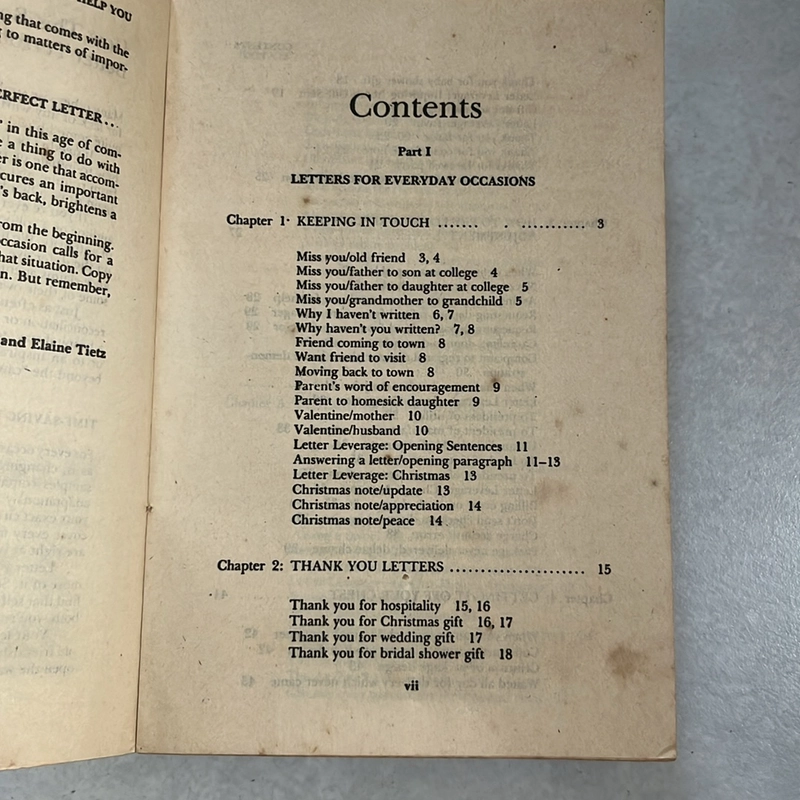 HELP YOU
ng that comes with the
g to matters of impor-
ERFECT LETTER...
in this age of com-
e a thing to do with
er is one that accom-
cures an important
's back, brightens a
rom the beginning.
ccasion calls for a
hat situation. Copy
n. But remember,
and Elaine Tietz
Contents
Part I
LETTERS FOR EVERYDAY OCCASIONS
Chapter 1: KEEPING IN TOUCH ....... . ........... 3
Miss you/old friend 3, 4
Miss you/father to son at college 4
Miss you/father to daughter at college 5
Miss you/grandmother to grandchild 5
Why I haven't written 6, 7
Why haven't you written? 7, 8
Friend coming to town 8
Want friend to visit 8
Moving back to town 8
Parent's word of encouragement 9
Parent to homesick daughter 9
Valentine/mother 10
Valentine/husband 10
Letter Leverage: Opening Sentences 11
Answering a letter/opening paragraph 11–13
Letter Leverage: Christmas 13
Christmas note/update 13
Christmas note/appreciation 14
Christmas note/peace 14
Chapter 2: THANK YOU LETTERS ...................... 15
Thank you for hospitality 15, 16
Thank you for Christmas gift 16, 17
Thank you for wedding gift 17
Thank you for bridal shower gift 18
vii